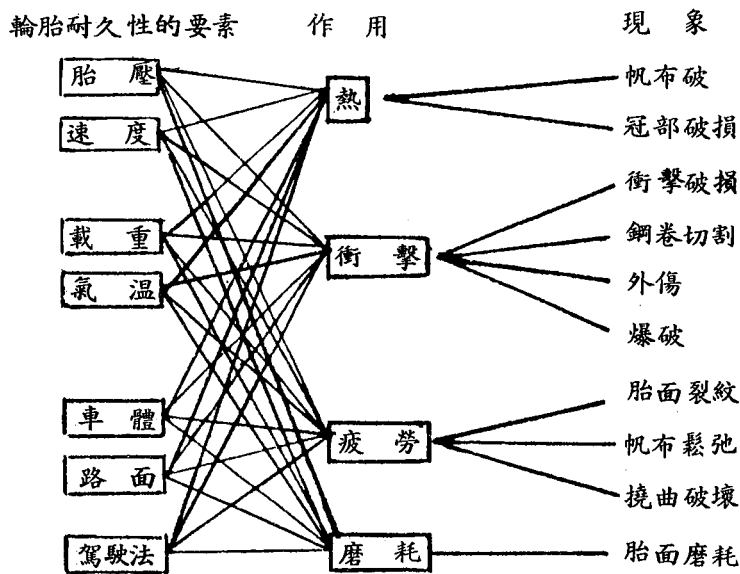 輪胎耐久性的要素 作用 現象
胎壓
速度
載重
氣温
車體
路面
駕駛法
熱
衝擊
疲勞
磨耗
帆布破
冠部破損
衝擊破損
鋼卷切割
外傷
爆破
胎面裂紋
帆布鬆弛
撓曲破壞
胎面磨耗